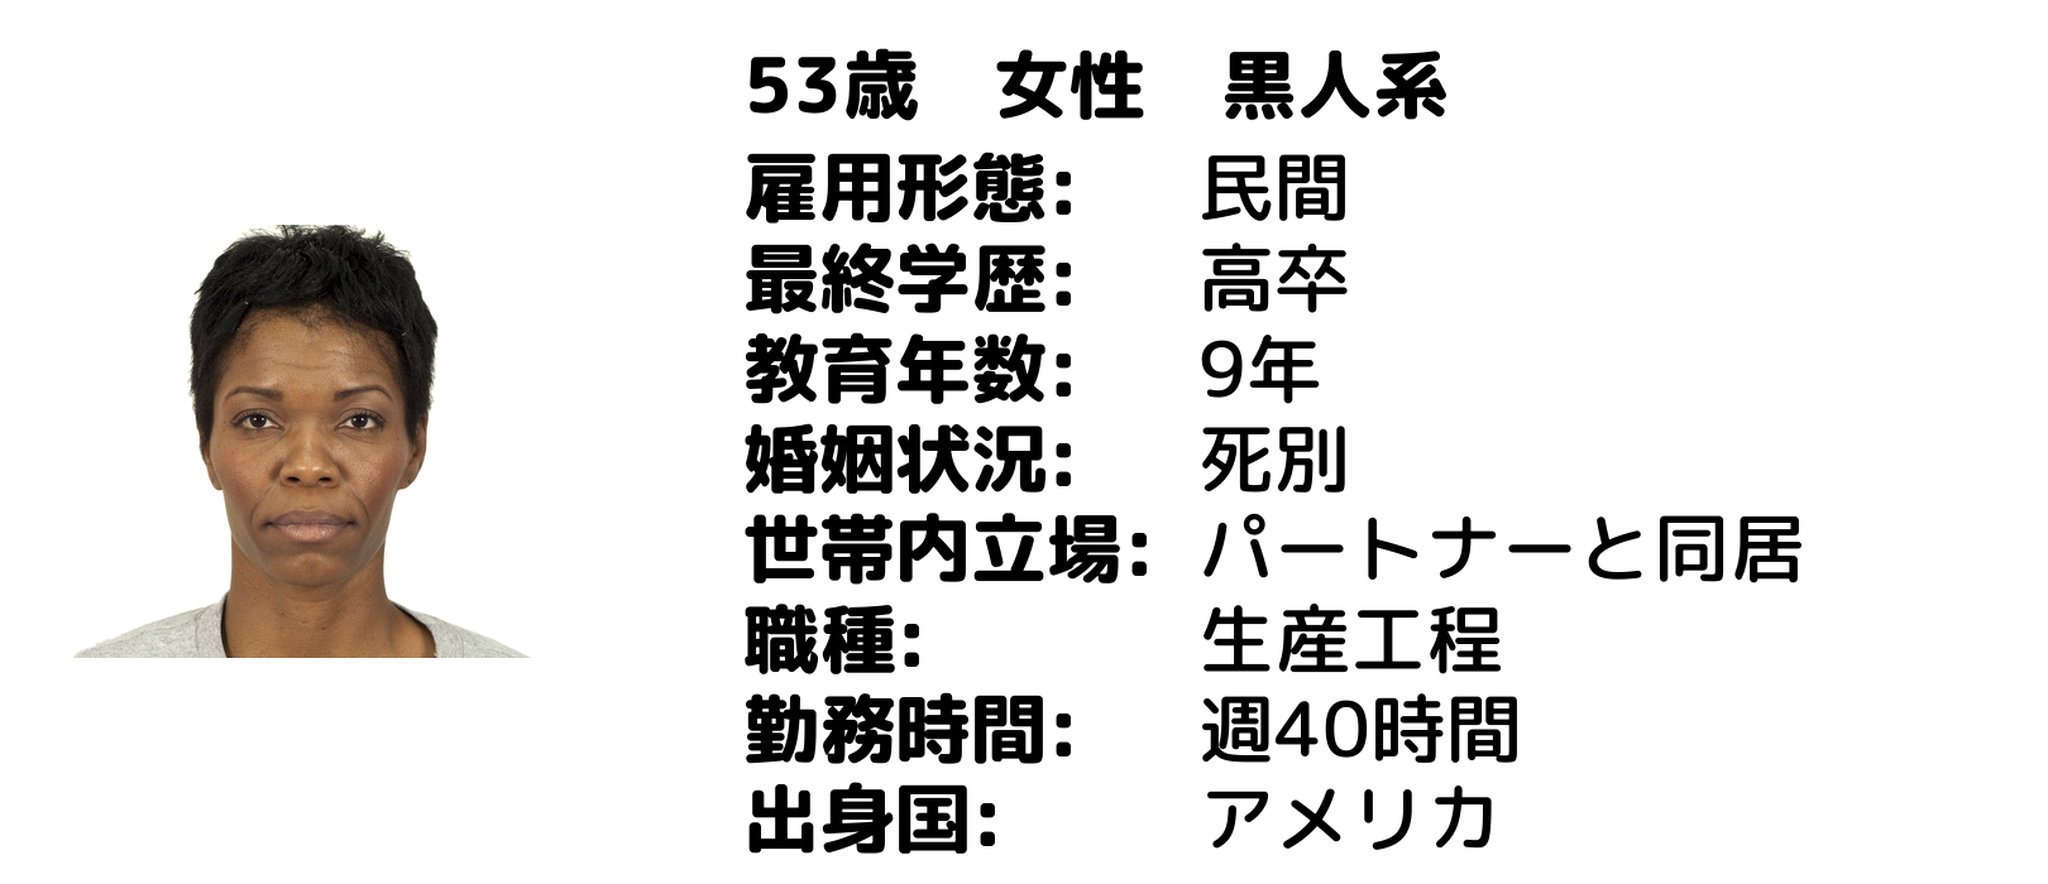 53歳　女性　黒人系
雇用形態:　民間
最終学歴:　高卒
教育年数:　9年
婚姻状況:　死別
世帯内立場:　パートナーと同居
職種:　生産工程
勤務時間:　週40時間
出身国:　アメリカ